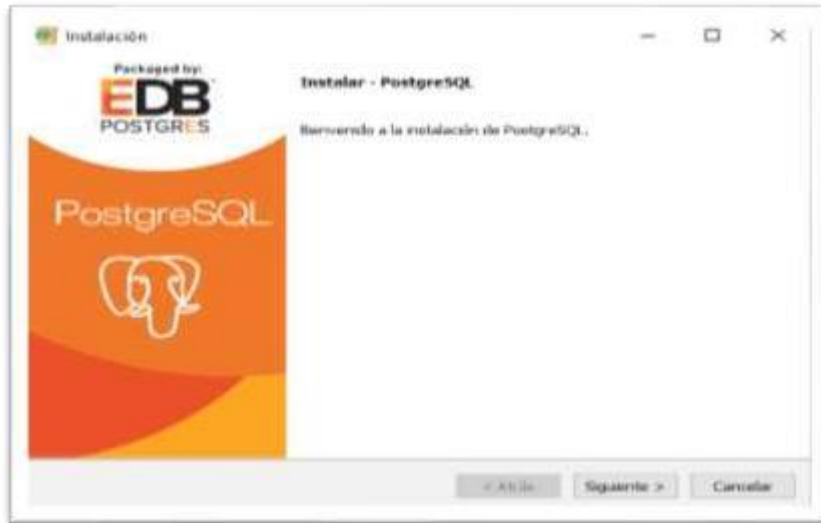 Instalación
Packaged by:
EDB
POSTGRES
Instalar - PostgreSQL
Bienvenido a la instalación de PostgreSQL.
PostgreSQL
< Atrás
Siguiente >
Cancelar